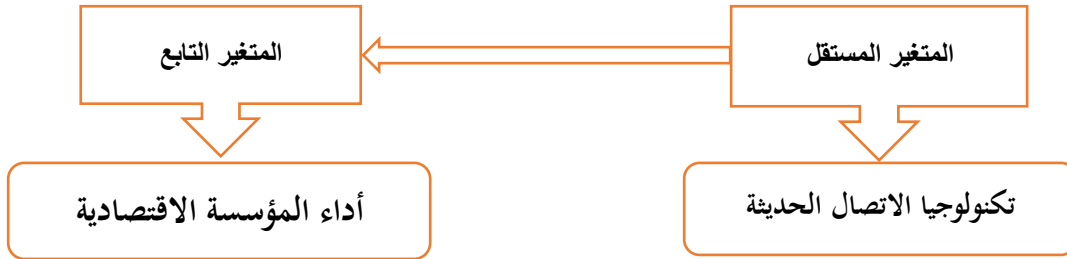 المتغير المستقل
المتغير التابع
تكنولوجيا الاتصال الحديثة
أداء المؤسسة الاقتصادية